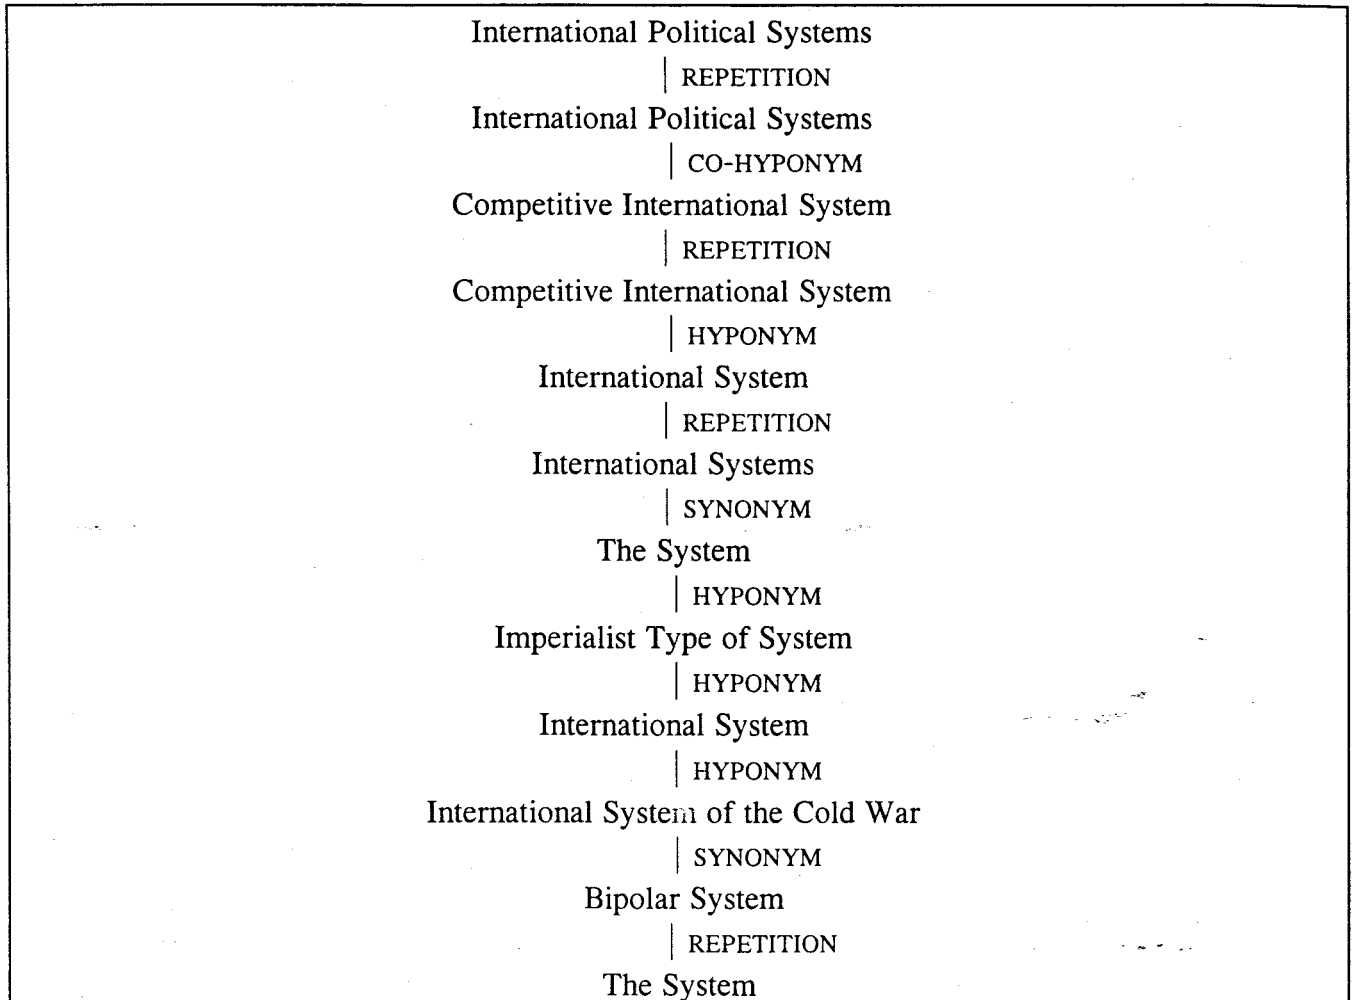 International Political Systems
REPETITION
International Political Systems
CO-HYPONYM
Competitive International System
REPETITION
Competitive International System
HYPONYM
International System
REPETITION
International Systems
SYNONYM
The System
HYPONYM
Imperialist Type of System
HYPONYM
International System
HYPONYM
International System of the Cold War
SYNONYM
Bipolar System
REPETITION
The System